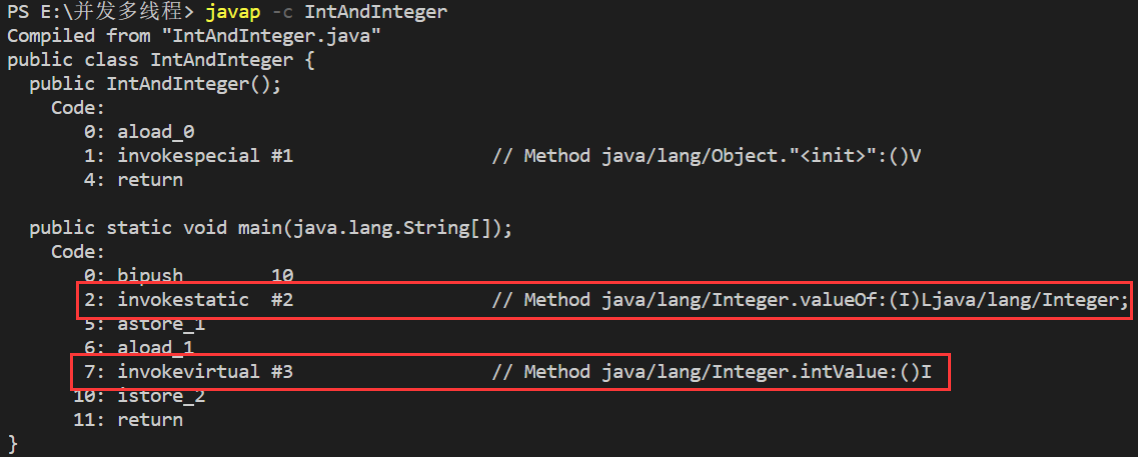 PS E:\并发多线程> javap -c IntAndInteger
Compiled from "IntAndInteger.java"
public class IntAndInteger {
  public IntAndInteger();
    Code:
       0: aload_0
       1: invokespecial #1                  // Method java/lang/Object."<init>":()V
       4: return

  public static void main(java.lang.String[]);
    Code:
       0: bipush        10
       2: invokestatic  #2                  // Method java/lang/Integer.valueOf:(I)Ljava/lang/Integer;
       5: astore_1
       6: aload_1
       7: invokevirtual #3                  // Method java/lang/Integer.intValue:()I
      10: istore_2
      11: return
}